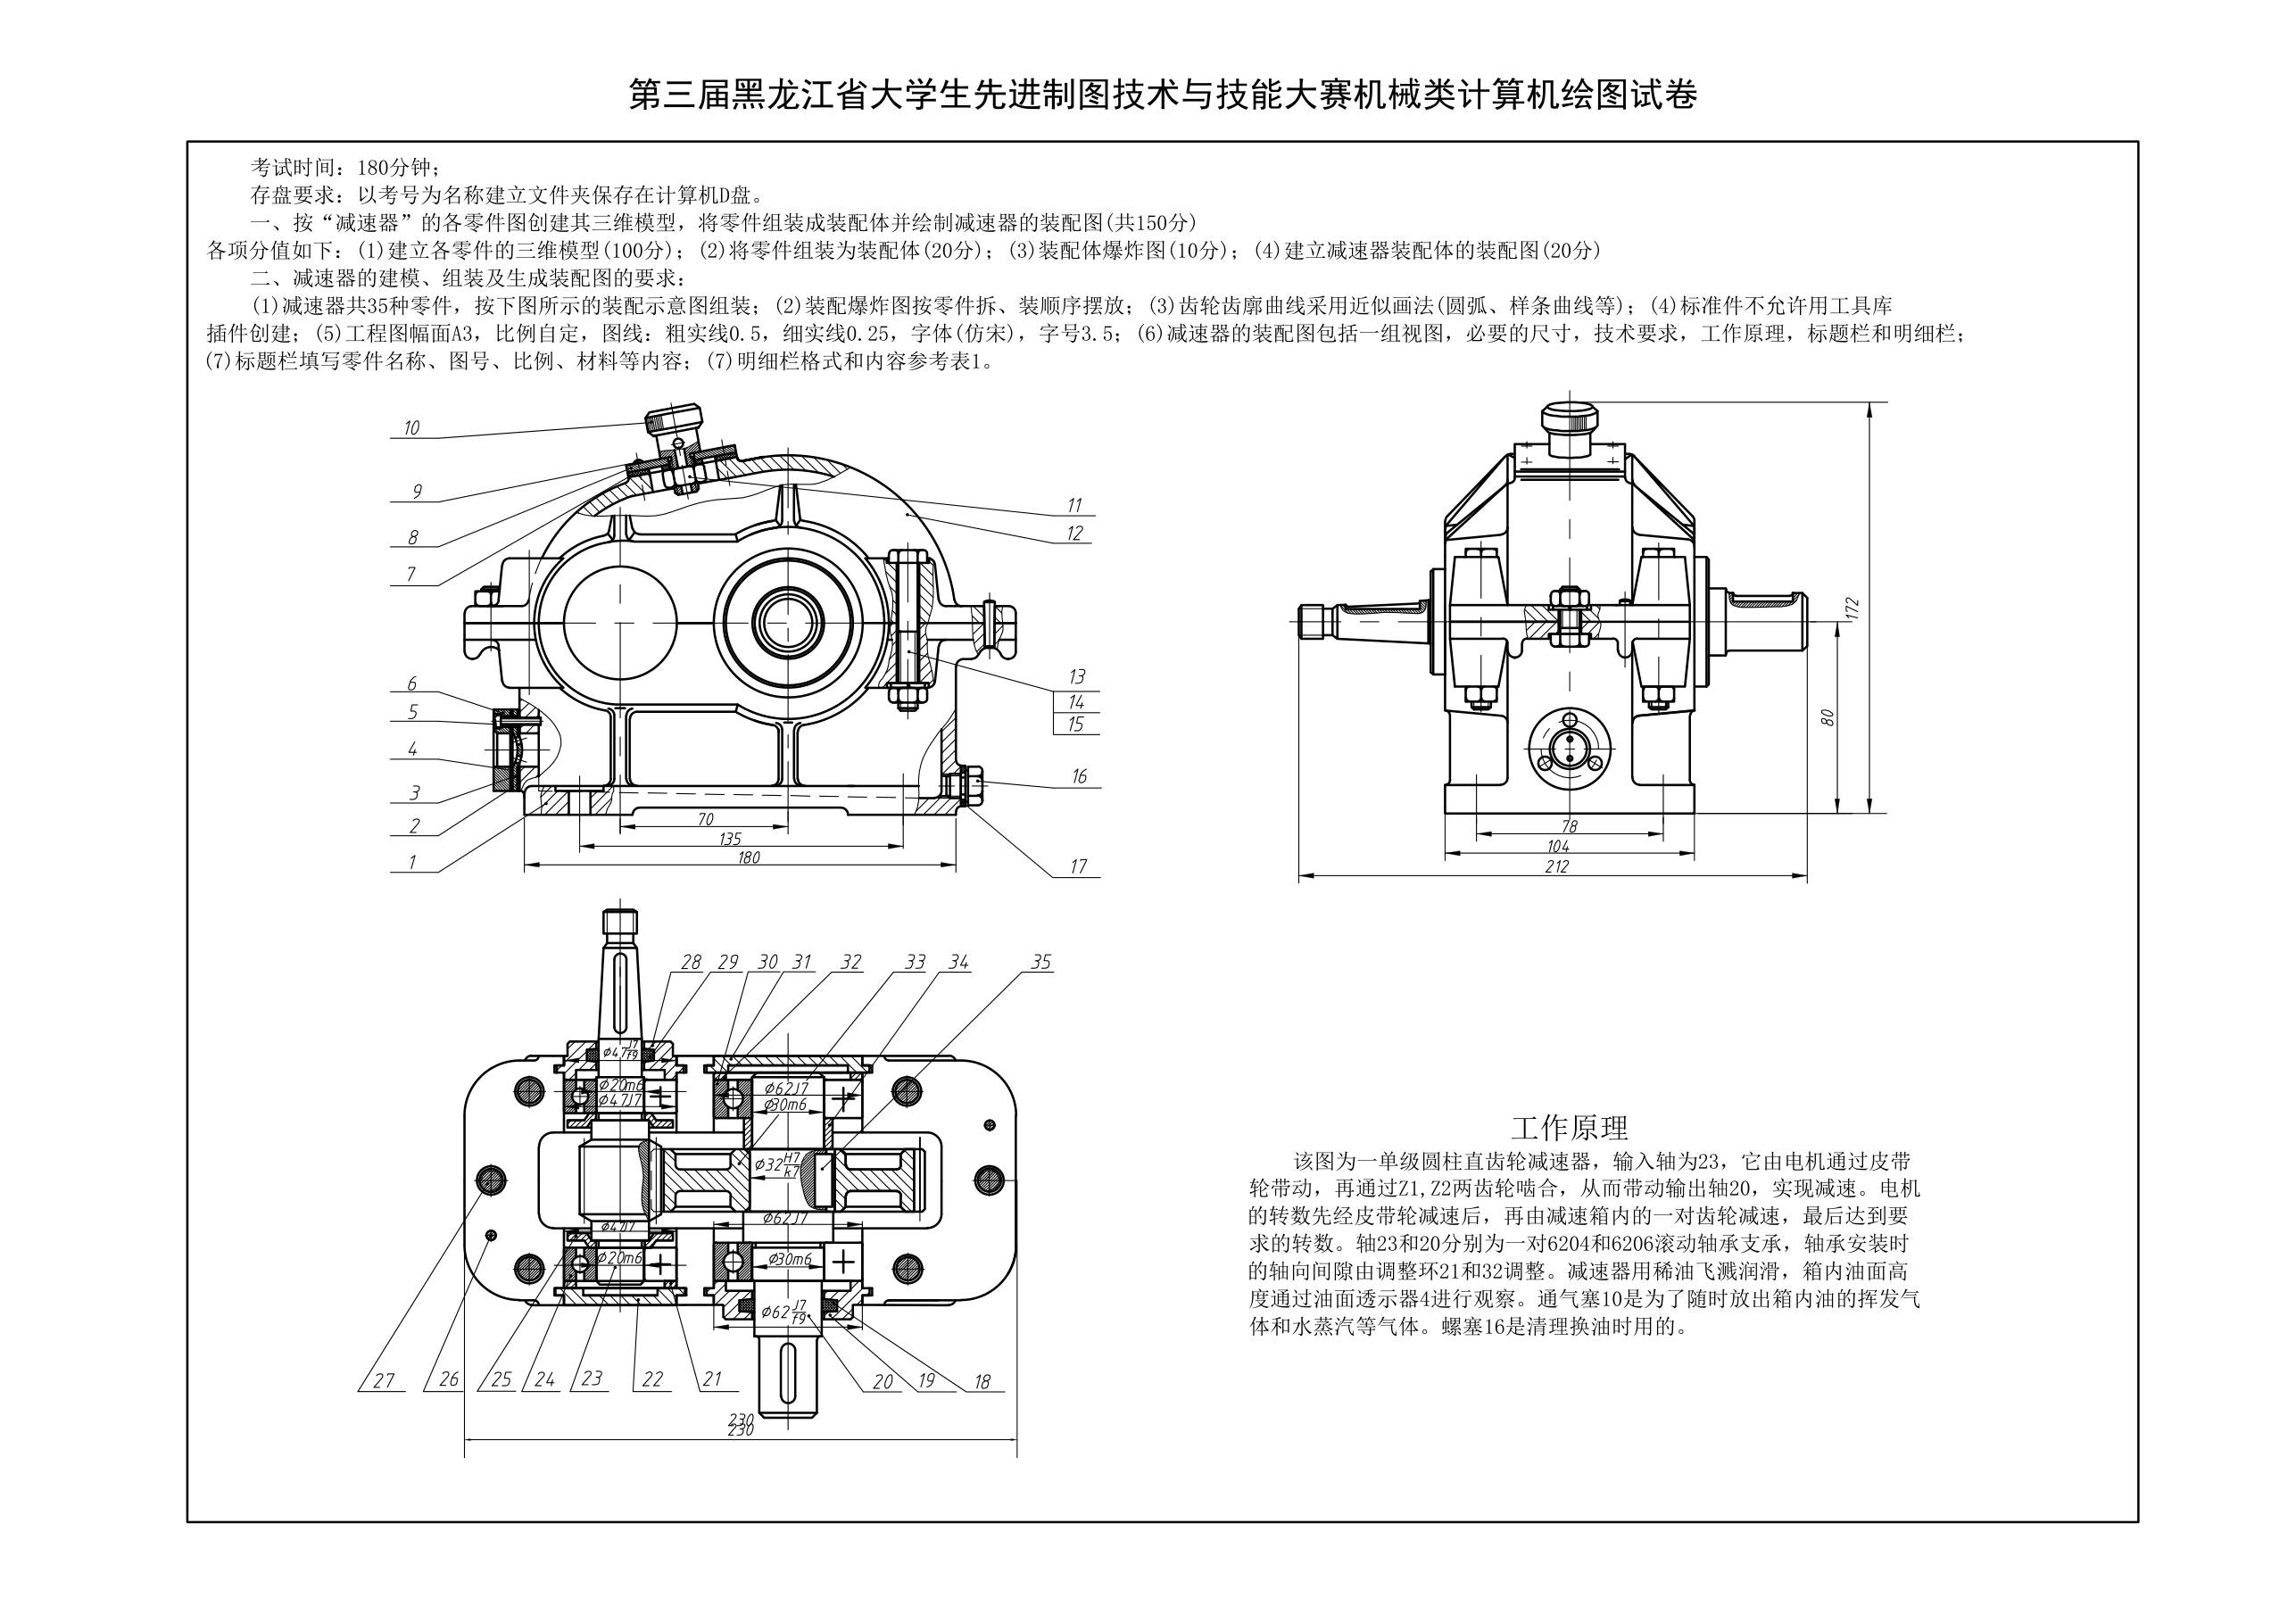 第三届黑龙江省大学生先进制图技术与技能大赛机械类计算机绘图试卷
考试时间：180分钟；
存盘要求：以考号为名称建立文件夹保存在计算机D盘。
一、按“减速器”的各零件图创建其三维模型，将零件组装成装配体并绘制减速器的装配图(共150分)
各项分值如下：(1)建立各零件的三维模型(100分)；(2)将零件组装为装配体(20分)；(3)装配体爆炸图(10分)；(4)建立减速器装配体的装配图(20分)
二、减速器的建模、组装及生成装配图的要求：
(1)减速器共35种零件，按下图所示的装配示意图组装；(2)装配爆炸图按零件拆、装顺序摆放；(3)齿轮齿廓曲线采用近似画法(圆弧、样条曲线等)；(4)标准件不允许用工具库
插件创建；(5)工程图幅面A3，比例自定，图线：粗实线0.5，细实线0.25，字体(仿宋)，字号3.5；(6)减速器的装配图包括一组视图，必要的尺寸，技术要求，工作原理，标题栏和明细栏；
(7)标题栏填写零件名称、图号、比例、材料等内容；(7)明细栏格式和内容参考表1。
10
9
8
7
6
5
4
3
2
1
11
12
13
14
15
16
17
70
135
180
172
80
78
104
212
28 29 30 31 32 33 34 35
φ47J7/f9
φ20m6
φ47J7
φ62J7
φ30m6
φ32H7/k7
φ62J7
φ47J7
φ20m6
φ30m6
φ62J7/f9
27 26 25 24 23 22 21 20 19 18
230
230
工作原理
该图为一单级圆柱直齿轮减速器，输入轴为23，它由电机通过皮带
轮带动，再通过Z1,Z2两齿轮啮合，从而带动输出轴20，实现减速。电机
的转数先经皮带轮减速后，再由减速箱内的一对齿轮减速，最后达到要
求的转数。轴23和20分别为一对6204和6206滚动轴承支承，轴承安装时
的轴向间隙由调整环21和32调整。减速器用稀油飞溅润滑，箱内油面高
度通过油面透示器4进行观察。通气塞10是为了随时放出箱内油的挥发气
体和水蒸汽等气体。螺塞16是清理换油时用的。